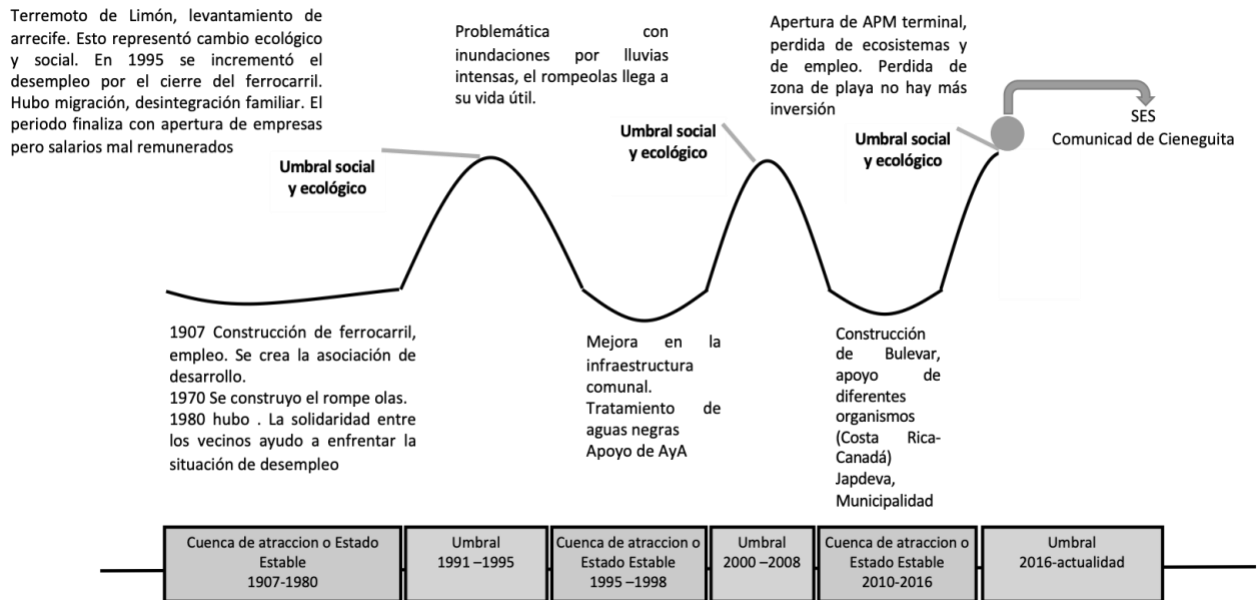 Terremoto de Limón, levantamiento de
arrecife. Esto representó cambio ecológico
y social. En 1995 se incrementó el
desempleo por el cierre del ferrocarril.
Hubo migración, desintegración familiar. El
periodo finaliza con apertura de empresas
pero salarios mal remunerados
Umbral social
y ecológico
Problemática con
inundaciones por lluvias
intensas, el rompeolas llega a
su vida útil.
Umbral social
y ecológico
Apertura de APM terminal,
perdida de ecosistemas y
de empleo. Perdida de
zona de playa no hay más
inversión
Umbral social
y ecológico
SES
Comunicad de Cieneguita
1907 Construcción de ferrocarril,
empleo. Se crea la asociación de
desarrollo.
1970 Se construyo el rompe olas.
1980 hubo . La solidaridad entre
los vecinos ayudo a enfrentar la
situación de desempleo
Mejora en la
infraestructura
comunal.
Tratamiento de
aguas negras
Apoyo de AyA
Construcción
de Bulevar,
apoyo de
diferentes
organismos
(Costa Rica-
Canadá)
Japdeva,
Municipalidad
Cuenca de atraccion o Estado
Estable
1907-1980
Umbral
1991 –1995
Cuenca de atraccion o
Estado Estable
1995 –1998
Umbral
2000 –2008
Cuenca de atraccion o
Estado Estable
2010-2016
Umbral
2016-actualidad